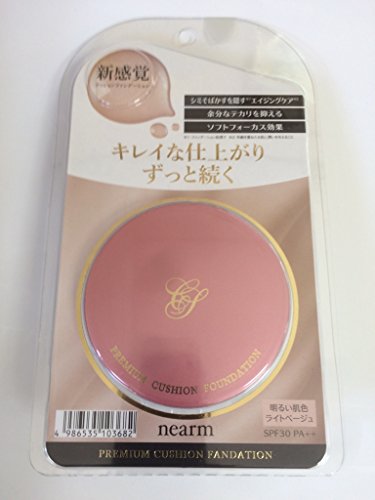 新感覚
クッションファンデーション
シミそばかすを隠す エイジングケア
余分なテカリを抑える
ソフトフォーカス効果
キレイな仕上がり
ずっと続く
CS
PREMIUM CUSHION FOUNDATION
明るい肌色
ライトベージュ
SPF30 PA++
4 986535 103682
nearm
PREMIUM CUSHION FANDATION